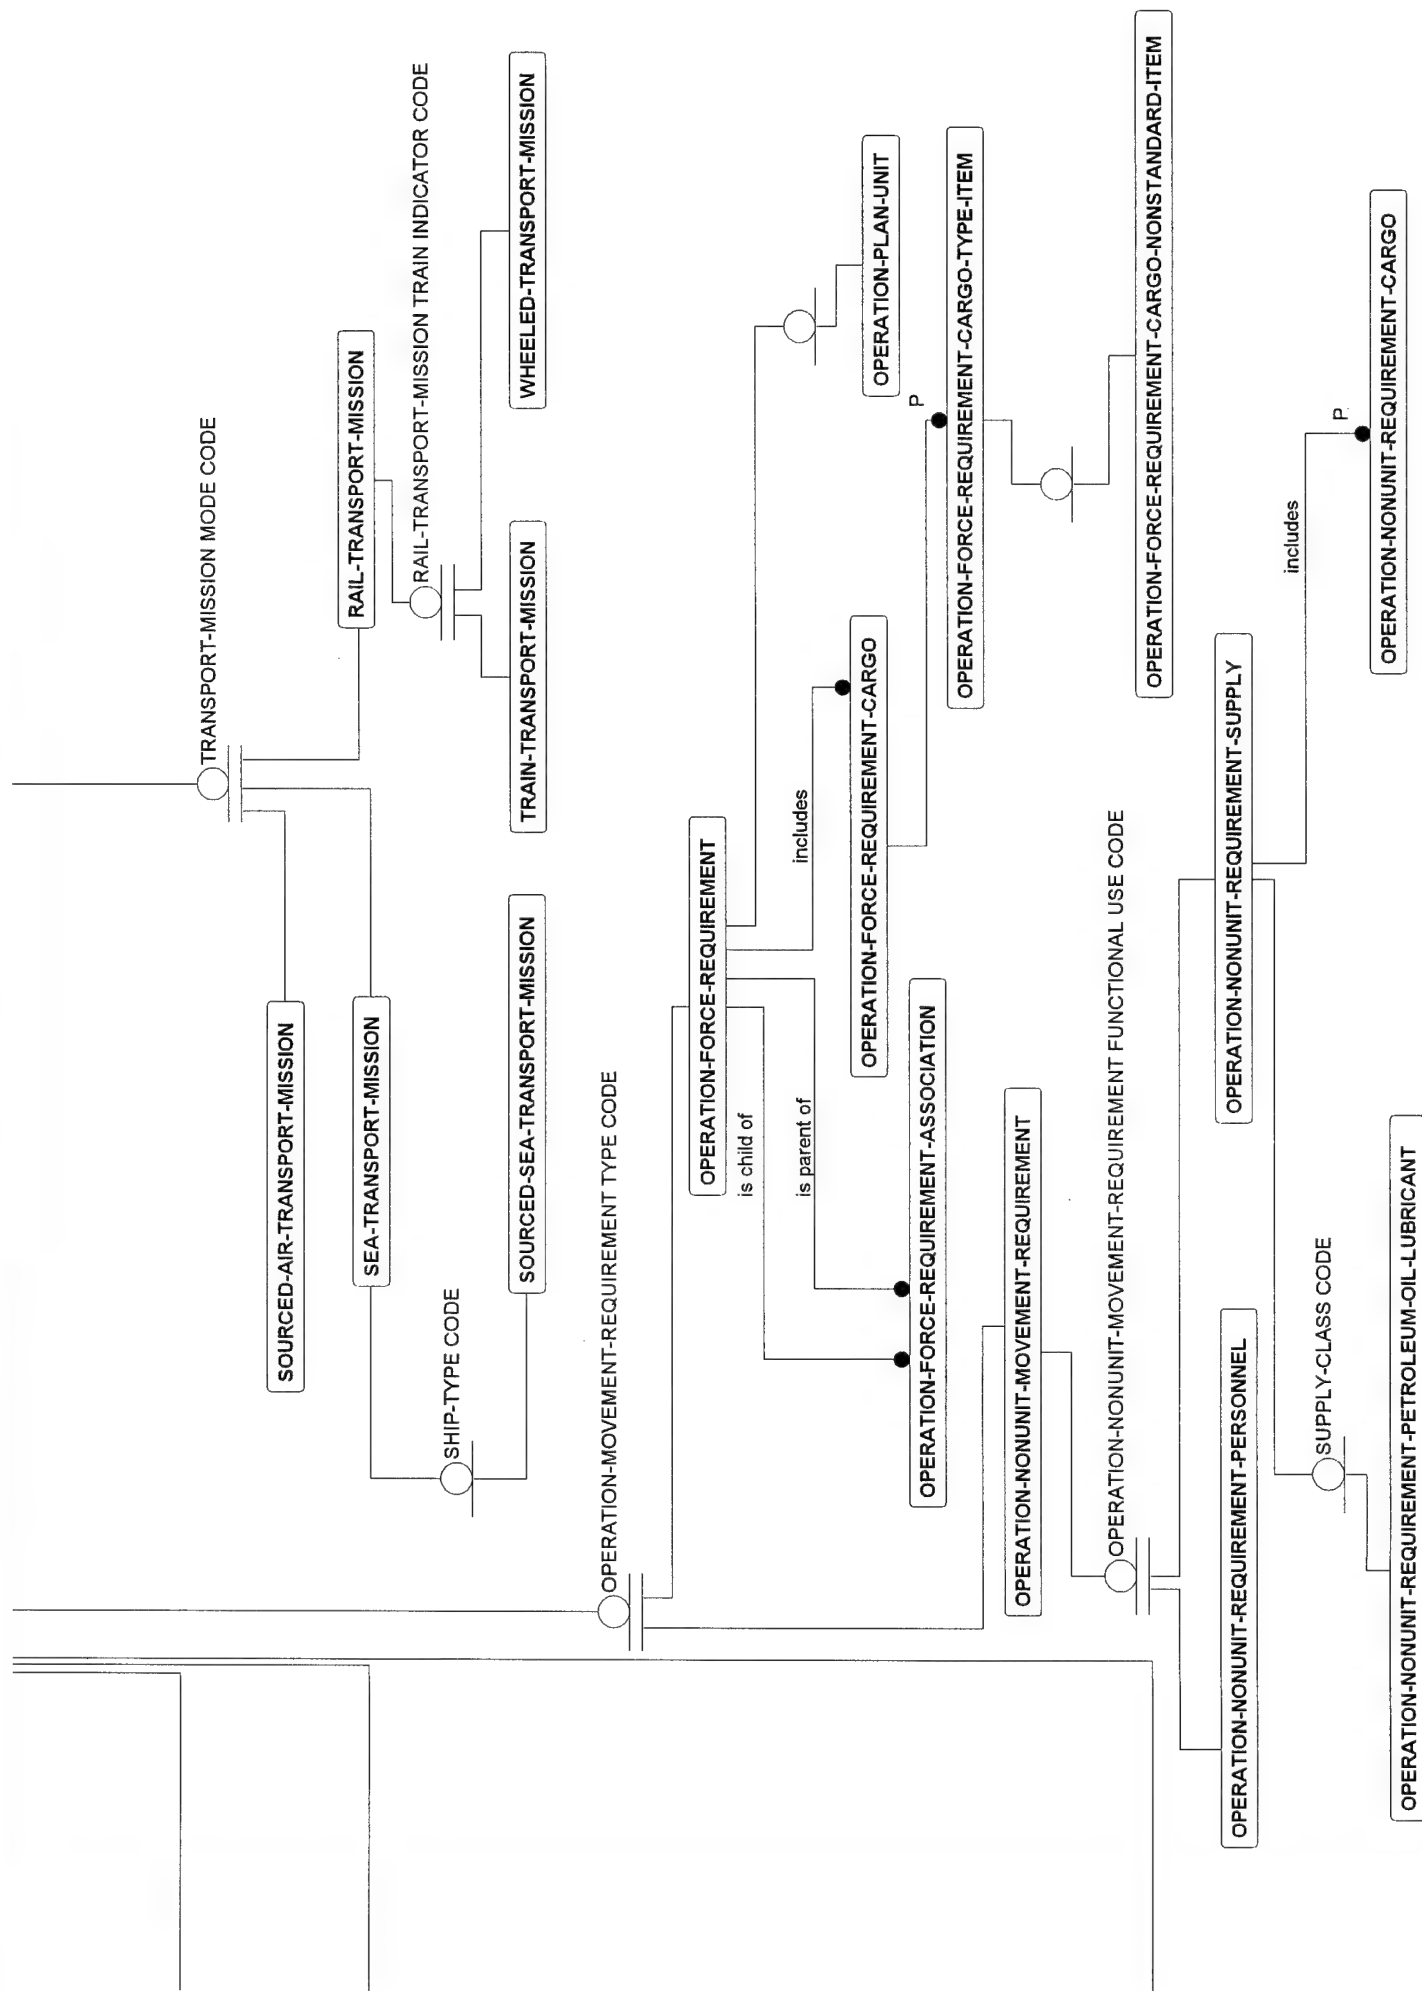 TRANSPORT-MISSION MODE CODE
SOURCED-AIR-TRANSPORT-MISSION
RAIL-TRANSPORT-MISSION
SEA-TRANSPORT-MISSION
RAIL-TRANSPORT-MISSION TRAIN INDICATOR CODE
SHIP-TYPE CODE
SOURCED-SEA-TRANSPORT-MISSION
TRAIN-TRANSPORT-MISSION
WHEELED-TRANSPORT-MISSION
OPERATION-MOVEMENT-REQUIREMENT TYPE CODE
OPERATION-FORCE-REQUIREMENT
is child of
is parent of
includes
OPERATION-PLAN-UNIT
OPERATION-FORCE-REQUIREMENT-CARGO
P
OPERATION-FORCE-REQUIREMENT-ASSOCIATION
OPERATION-FORCE-REQUIREMENT-CARGO-TYPE-ITEM
OPERATION-NONUNIT-MOVEMENT-REQUIREMENT
OPERATION-NONUNIT-MOVEMENT-REQUIREMENT FUNCTIONAL USE CODE
OPERATION-FORCE-REQUIREMENT-CARGO-NONSTANDARD-ITEM
OPERATION-NONUNIT-REQUIREMENT-PERSONNEL
OPERATION-NONUNIT-REQUIREMENT-SUPPLY
includes
SUPPLY-CLASS CODE
P
OPERATION-NONUNIT-REQUIREMENT-CARGO
OPERATION-NONUNIT-REQUIREMENT-PETROLEUM-OIL-LUBRICANT